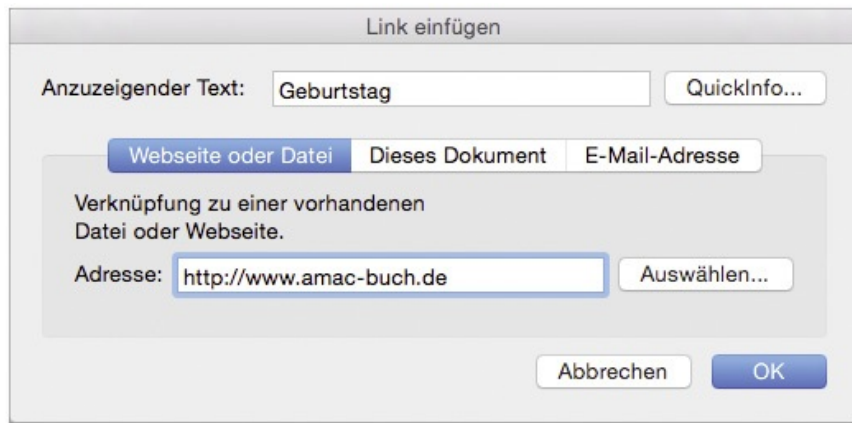 Link einfügen
Anzuzeigender Text: Geburtstag QuickInfo...
Webseite oder Datei Dieses Dokument E-Mail-Adresse
Verknüpfung zu einer vorhandenen
Datei oder Webseite.
Adresse: http://www.amac-buch.de Auswählen...
Abbrechen OK